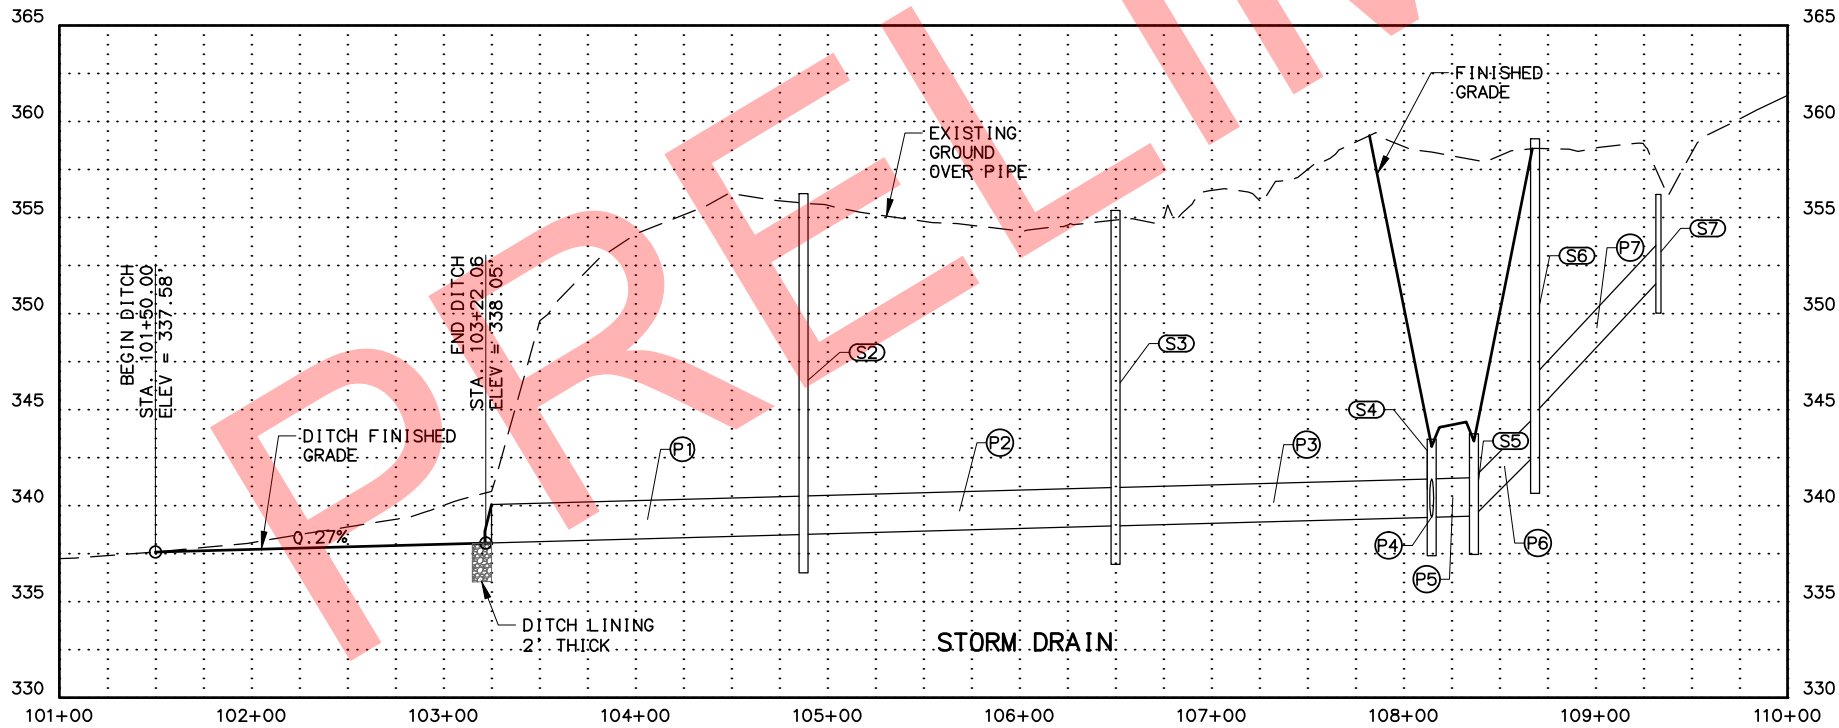 PRELIM
365
365
360
360
355
355
350
350
345
345
340
340
335
335
330
330
FINISHED
GRADE
EXISTING
GROUND
OVER PIPE
BEGIN DITCH
STA. 101+50.00
ELEV = 337.58'
END DITCH
STA. 103+22.06
ELEV = 338.05'
DITCH FINISHED
GRADE
0.27%
DITCH LINING
2' THICK
P1
S2
P2
S3
P3
S4
P4
P5
S5
P6
S6
P7
S7
STORM DRAIN
101+00
102+00
103+00
104+00
105+00
106+00
107+00
108+00
109+00
110+00